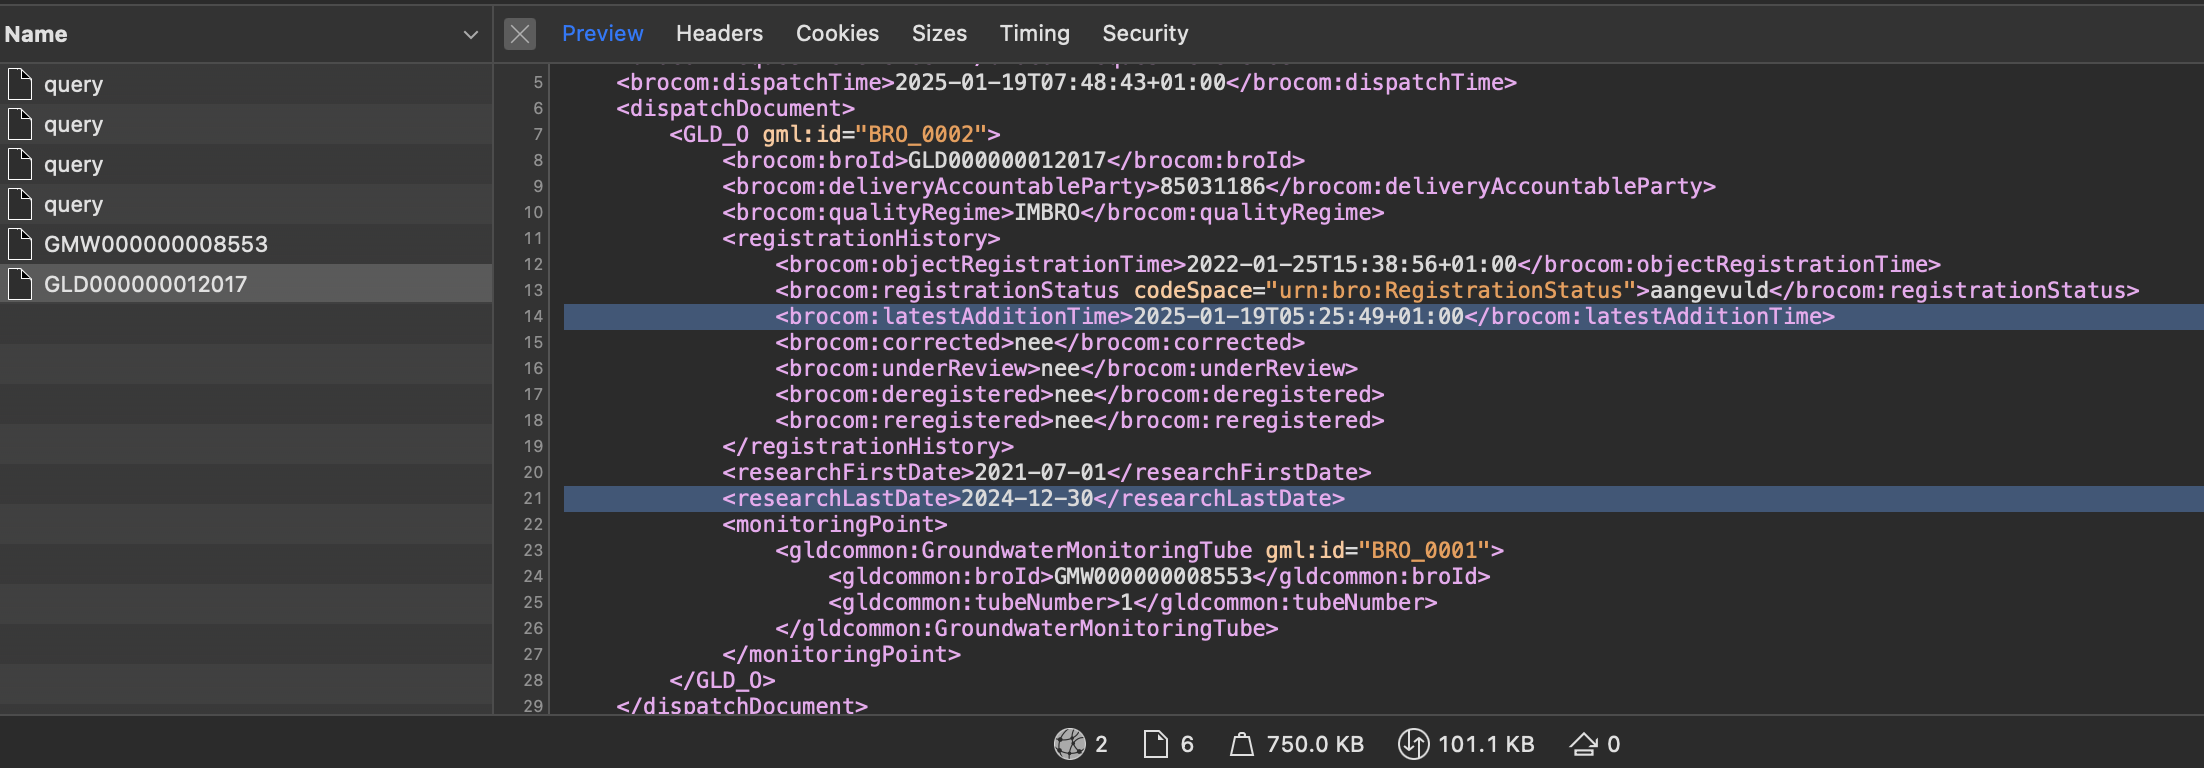 Name
Preview Headers Cookies Sizes Timing Security
query
query
query
query
GMW000000008553
GLD000000012017
5 <brocom:dispatchTime>2025-01-19T07:48:43+01:00</brocom:dispatchTime>
6 <dispatchDocument>
7 <GLD_O gml:id="BRO_0002">
8 <brocom:broId>GLD000000012017</brocom:broId>
9 <brocom:deliveryAccountableParty>85031186</brocom:deliveryAccountableParty>
10 <brocom:qualityRegime>IMBRO</brocom:qualityRegime>
11 <registrationHistory>
12 <brocom:objectRegistrationTime>2022-01-25T15:38:56+01:00</brocom:objectRegistrationTime>
13 <brocom:registrationStatus codeSpace="urn:bro:RegistrationStatus">aangevuld</brocom:registrationStatus>
14 <brocom:latestAdditionTime>2025-01-19T05:25:49+01:00</brocom:latestAdditionTime>
15 <brocom:corrected>nee</brocom:corrected>
16 <brocom:underReview>nee</brocom:underReview>
17 <brocom:deregistered>nee</brocom:deregistered>
18 <brocom:reregistered>nee</brocom:reregistered>
19 </registrationHistory>
20 <researchFirstDate>2021-07-01</researchFirstDate>
21 <researchLastDate>2024-12-30</researchLastDate>
22 <monitoringPoint>
23 <gldcommon:GroundwaterMonitoringTube gml:id="BRO_0001">
24 <gldcommon:broId>GMW000000008553</gldcommon:broId>
25 <gldcommon:tubeNumber>1</gldcommon:tubeNumber>
26 </gldcommon:GroundwaterMonitoringTube>
27 </monitoringPoint>
28 </GLD_O>
29 </dispatchDocument>
2 6 750.0 KB 101.1 KB 0